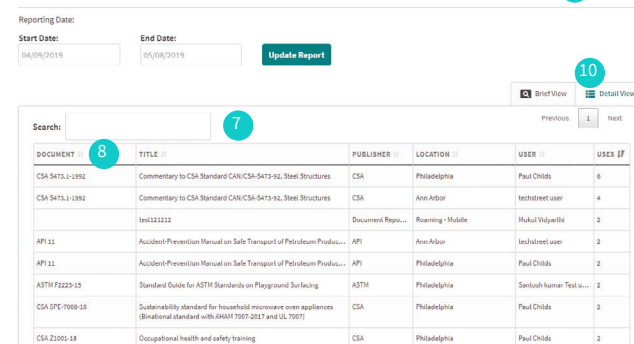 Reporting Date:
Start Date: End Date:
04/09/2019 05/08/2019 Update Report
10
Brief View Detail View
Previous 1 Next
Search: 7
DOCUMENT 8 TITLE PUBLISHER LOCATION USER USES
CSA S473.1-1992 Commentary to CSA Standard CAN/CSA-S473-92, Steel Structures CSA Philadelphia Paul Childs 6
CSA S473.1-1992 Commentary to CSA Standard CAN/CSA-S473-92, Steel Structures CSA Ann Arbor techstreet user 4
test121212 Document Repo... Roaming - Mobile Mukul Vidyarthi 2
API 11 Accident-Prevention Manual on Safe Transport of Petroleum Produc... API Ann Arbor techstreet user 2
API 11 Accident-Prevention Manual on Safe Transport of Petroleum Produc... API Philadelphia Paul Childs 2
ASTM F2223-15 Standard Guide for ASTM Standards on Playground Surfacing ASTM Philadelphia Santosh kumar Test u... 2
CSA SPE-7000-18 Sustainability standard for household microwave oven appliances CSA Philadelphia Paul Childs 2
(Binational standard with AHAM 7007-2017 and UL 7007)
CSA Z1001-18 Occupational health and safety training CSA Philadelphia Paul Childs 2